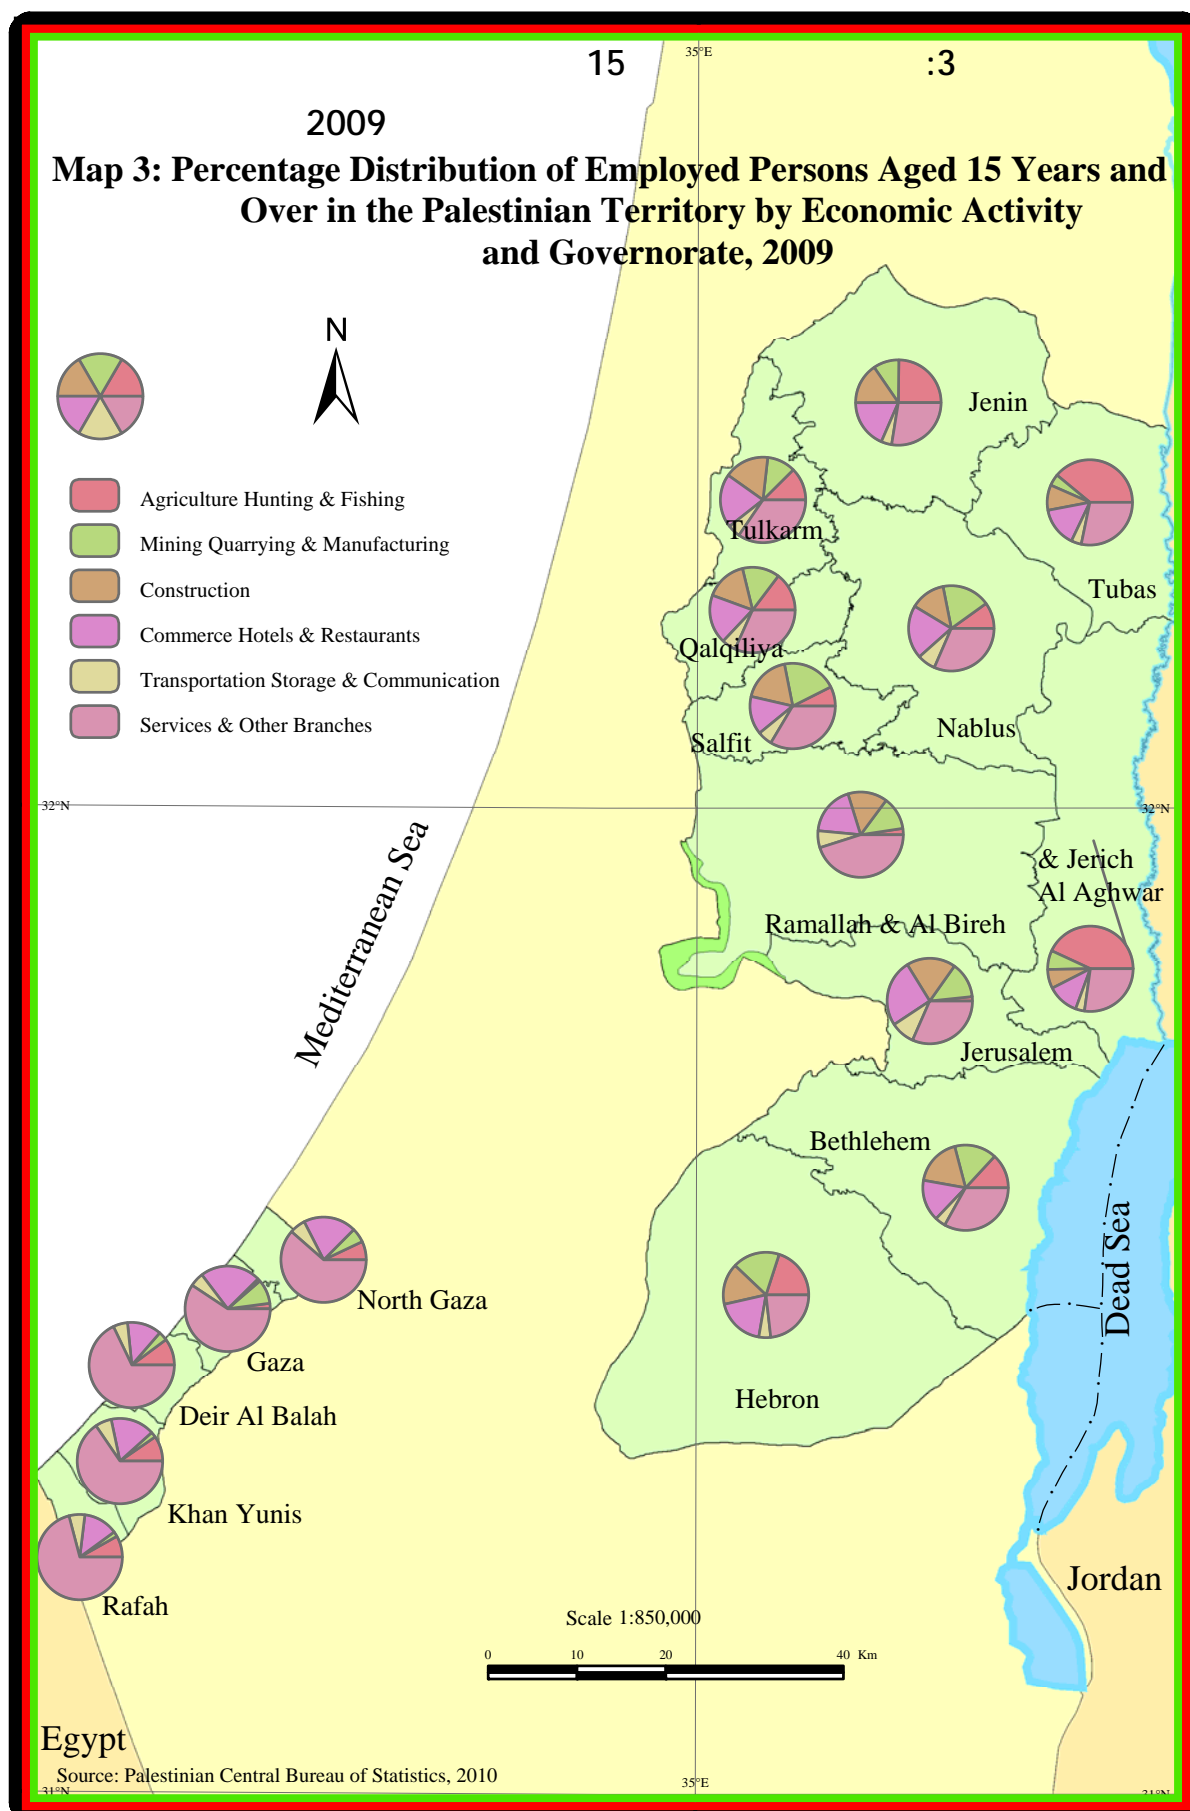 15 :3
2009
Map 3: Percentage Distribution of Employed Persons Aged 15 Years and
Over in the Palestinian Territory by Economic Activity
and Governorate, 2009
35°E
N
Agriculture Hunting & Fishing
Mining Quarrying & Manufacturing
Construction
Commerce Hotels & Restaurants
Transportation Storage & Communication
Services & Other Branches
Jenin
Tulkarm
Tubas
Qalqiliya
Nablus
Salfit
32°N
32°N
Mediterranean Sea
& Jerich
Al Aghwar
Ramallah & Al Bireh
Jerusalem
Bethlehem
Dead Sea
North Gaza
Gaza
Hebron
Deir Al Balah
Khan Yunis
Jordan
Rafah
Scale 1:850,000
0 10 20 40 Km
Egypt
Source: Palestinian Central Bureau of Statistics, 2010
35°E
31°N
31°N